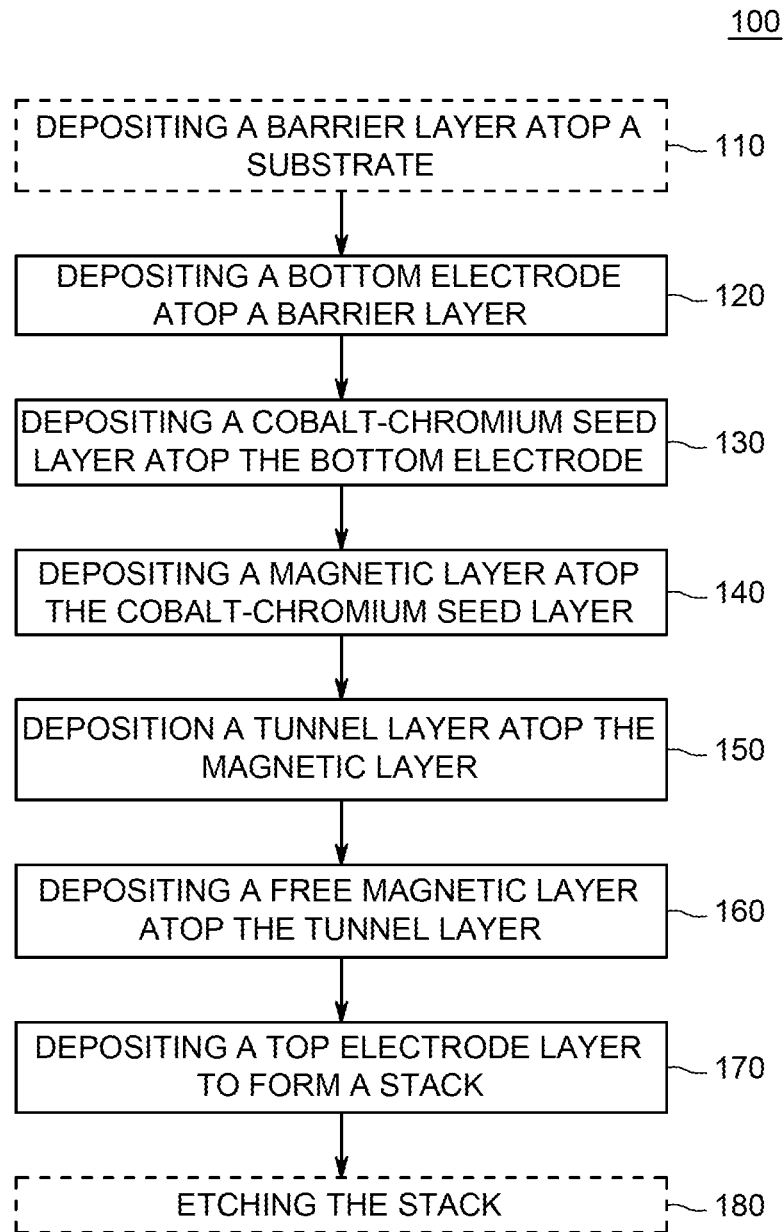 100
DEPOSITING A BARRIER LAYER ATOP A
SUBSTRATE
110
DEPOSITING A BOTTOM ELECTRODE
ATOP A BARRIER LAYER
120
DEPOSITING A COBALT-CHROMIUM SEED
LAYER ATOP THE BOTTOM ELECTRODE
130
DEPOSITING A MAGNETIC LAYER ATOP
THE COBALT-CHROMIUM SEED LAYER
140
DEPOSITION A TUNNEL LAYER ATOP THE
MAGNETIC LAYER
150
DEPOSITING A FREE MAGNETIC LAYER
ATOP THE TUNNEL LAYER
160
DEPOSITING A TOP ELECTRODE LAYER
TO FORM A STACK
170
ETCHING THE STACK
180